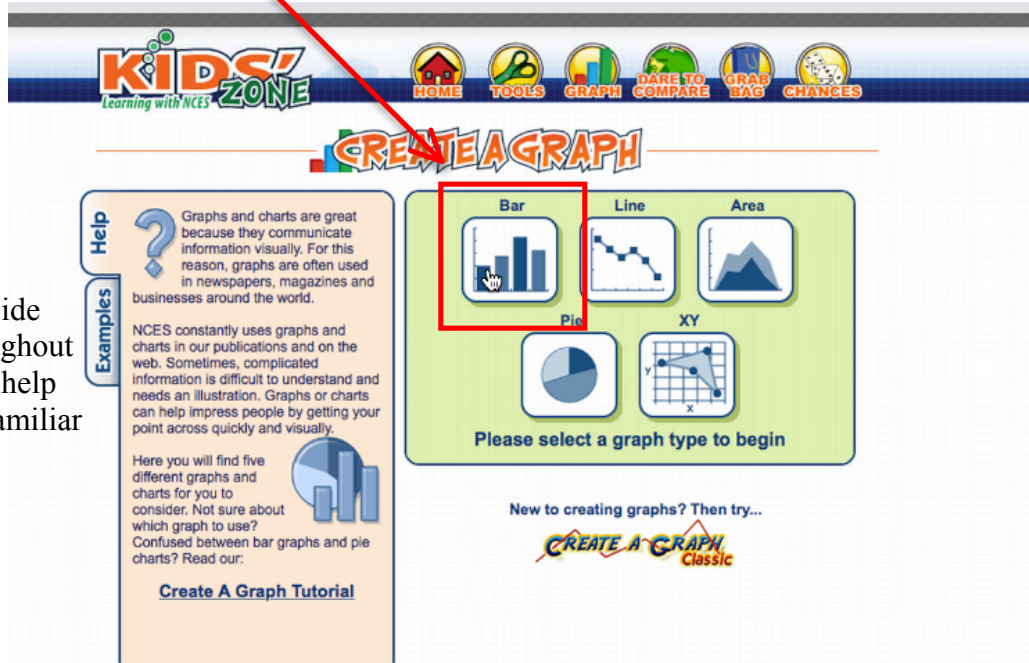 KIDS' ZONE
Learning with NCES
HOME
TOOLS
GRAPH
DARE TO COMPARE
GRAB BAG
CHANCES
CREATE A GRAPH
Help
Examples
Graphs and charts are great
because they communicate
information visually. For this
reason, graphs are often used
in newspapers, magazines and
businesses around the world.
NCES constantly uses graphs and
charts in our publications and on the
web. Sometimes, complicated
information is difficult to understand and
needs an illustration. Graphs or charts
can help impress people by getting your
point across quickly and visually.
Here you will find five
different graphs and
charts for you to
consider. Not sure about
which graph to use?
Confused between bar graphs and pie
charts? Read our:
Create A Graph Tutorial
Bar
Line
Area
Pie
XY
y
x
Please select a graph type to begin
New to creating graphs? Then try...
CREATE A GRAPH
Classic
ide
ghout
help
amiliar